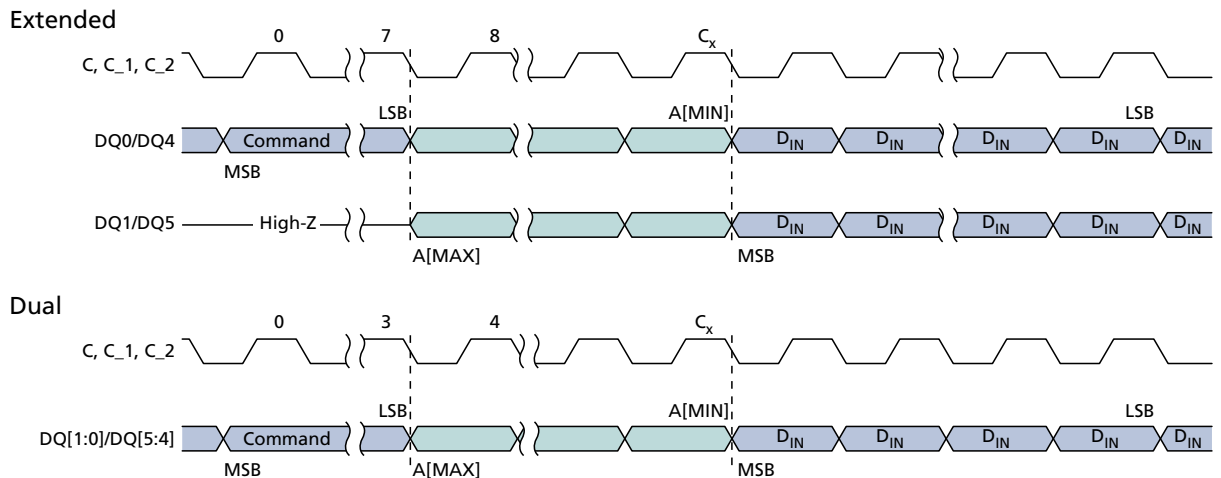 Extended
0 7 8 Cx
C, C_1, C_2
LSB A[MIN] LSB
DQ0/DQ4 Command DIN DIN DIN DIN DIN
MSB
DQ1/DQ5 High-Z DIN DIN DIN DIN DIN
A[MAX] MSB
Dual
0 3 4 Cx
C, C_1, C_2
LSB A[MIN] LSB
DQ[1:0]/DQ[5:4] Command DIN DIN DIN DIN DIN
MSB A[MAX] MSB